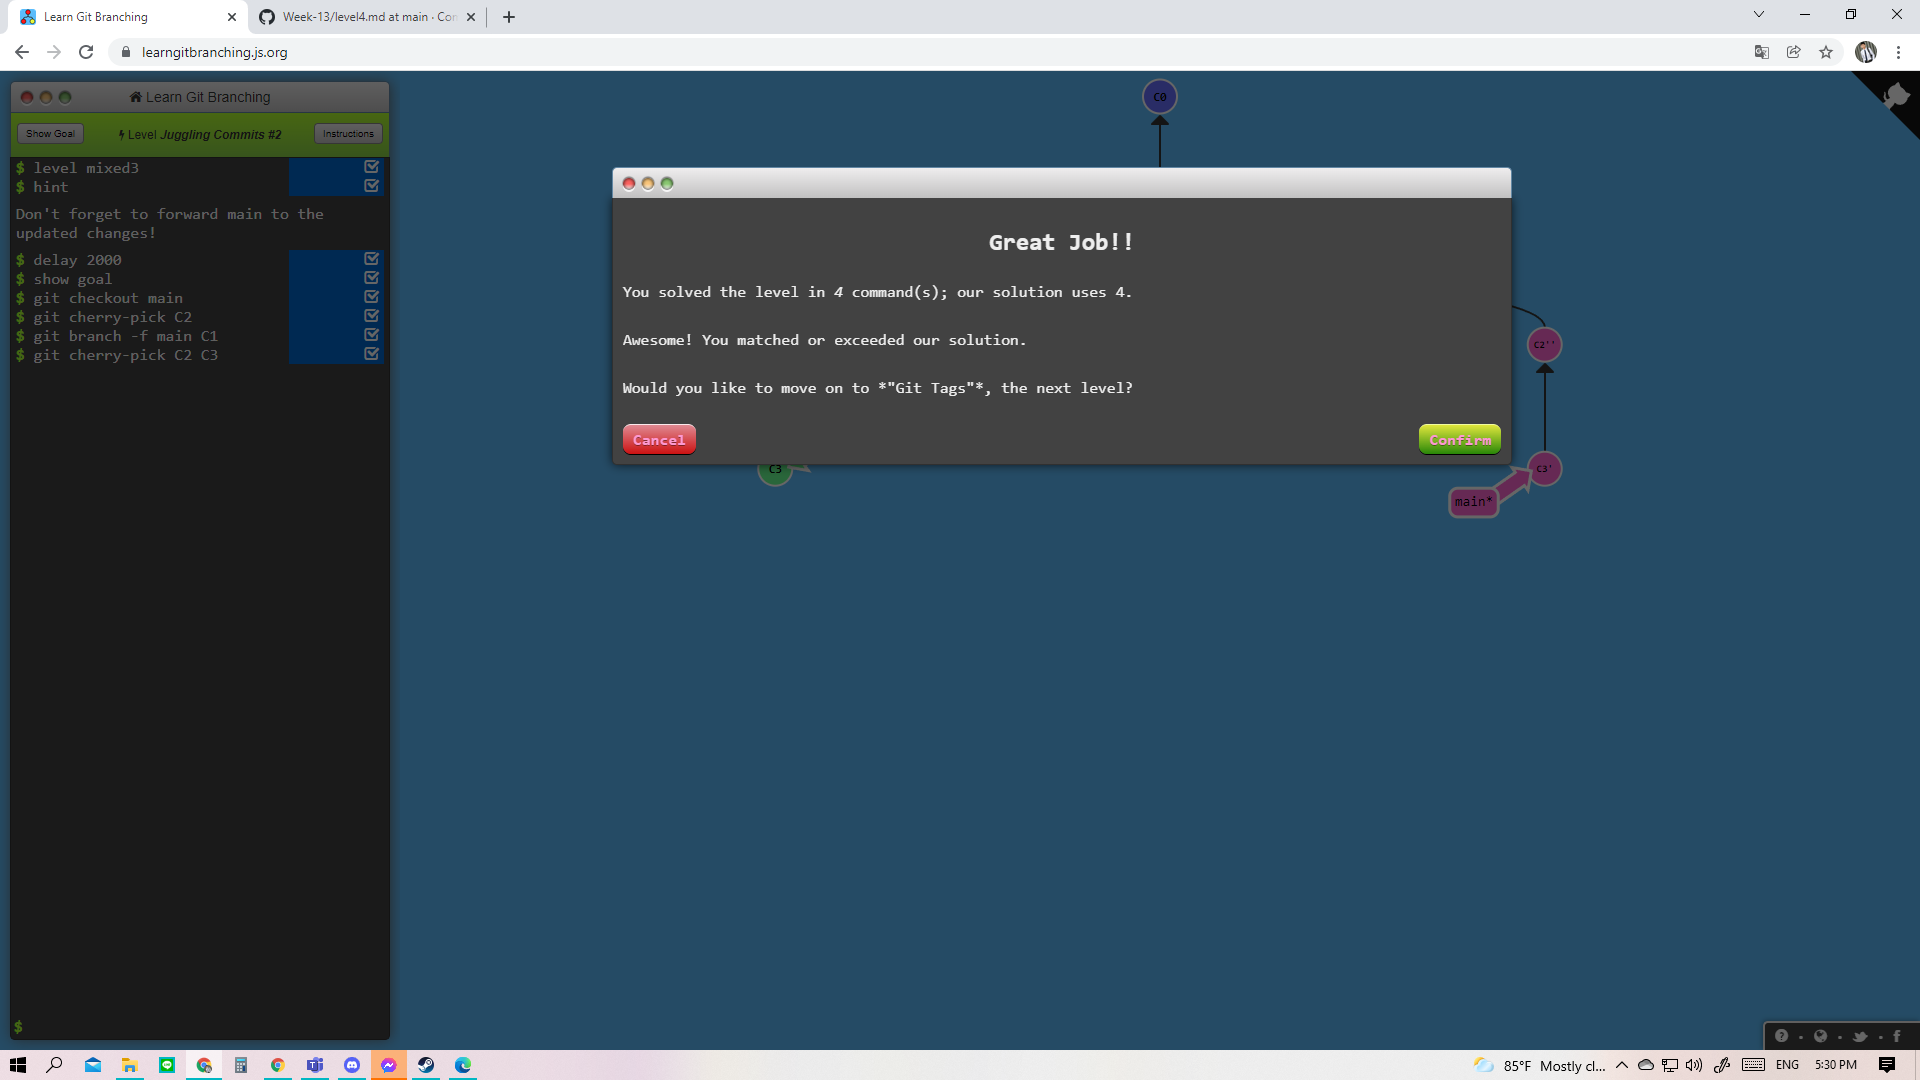 Learn Git Branching
Week-13/level4.md at main · Con
learngitbranching.js.org
Learn Git Branching
Show Goal
Level Juggling Commits #2
Instructions
$ level mixed3
$ hint
Don't forget to forward main to the
updated changes!
$ delay 2000
$ show goal
$ git checkout main
$ git cherry-pick C2
$ git branch -f main C1
$ git cherry-pick C2 C3
$
C0
Great Job!!
You solved the level in 4 command(s); our solution uses 4.
Awesome! You matched or exceeded our solution.
Would you like to move on to *"Git Tags"*, the next level?
Cancel
Confirm
C2''
C3
C3'
main*
85°F Mostly cl...
ENG
5:30 PM